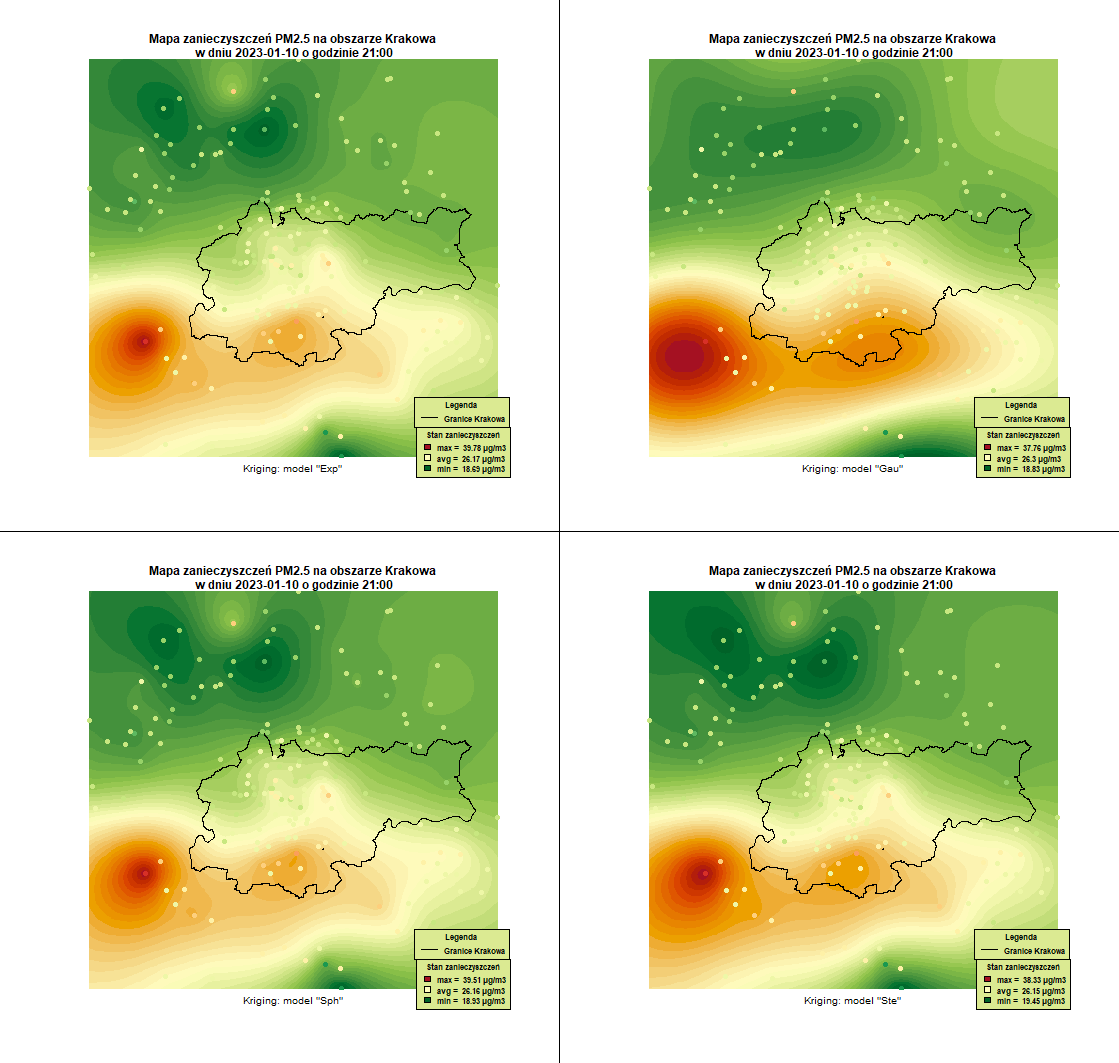 Mapa zanieczyszczeń PM2.5 na obszarze Krakowa
w dniu 2023-01-10 o godzinie 21:00
Legenda
Granice Krakowa
Stan zanieczyszczeń
max = 39.78 µg/m3
avg = 26.17 µg/m3
min = 18.69 µg/m3
Kriging: model "Exp"
Mapa zanieczyszczeń PM2.5 na obszarze Krakowa
w dniu 2023-01-10 o godzinie 21:00
Legenda
Granice Krakowa
Stan zanieczyszczeń
max = 37.76 µg/m3
avg = 26.3 µg/m3
min = 18.83 µg/m3
Kriging: model "Gau"
Mapa zanieczyszczeń PM2.5 na obszarze Krakowa
w dniu 2023-01-10 o godzinie 21:00
Legenda
Granice Krakowa
Stan zanieczyszczeń
max = 39.51 µg/m3
avg = 26.16 µg/m3
min = 18.93 µg/m3
Kriging: model "Sph"
Mapa zanieczyszczeń PM2.5 na obszarze Krakowa
w dniu 2023-01-10 o godzinie 21:00
Legenda
Granice Krakowa
Stan zanieczyszczeń
max = 38.33 µg/m3
avg = 26.15 µg/m3
min = 19.45 µg/m3
Kriging: model "Ste"